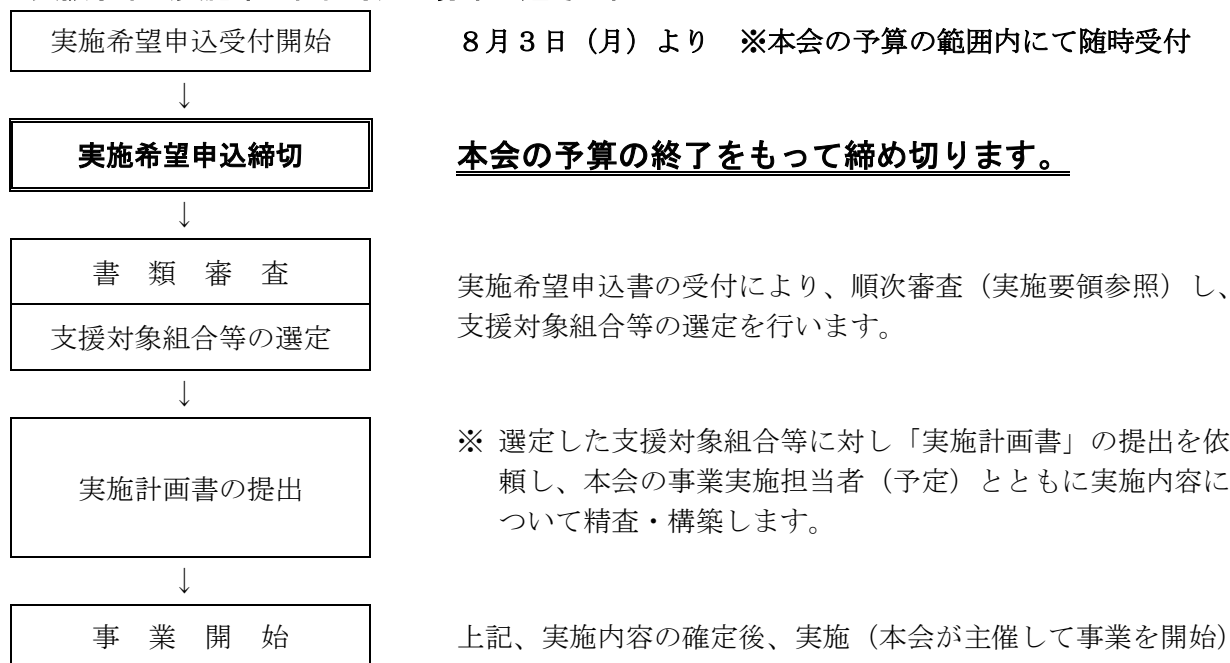 実施希望申込受付開始　８月３日（月）より　※本会の予算の範囲内にて随時受付
↓
実施希望申込締切　本会の予算の終了をもって締め切ります。
↓
書　類　審　査
支援対象組合等の選定
実施希望申込書の受付により、順次審査（実施要領参照）し、
支援対象組合等の選定を行います。
↓
実施計画書の提出
※ 選定した支援対象組合等に対し「実施計画書」の提出を依
頼し、本会の事業実施担当者（予定）とともに実施内容に
ついて精査・構築します。
↓
事　業　開　始　上記、実施内容の確定後、実施（本会が主催して事業を開始）